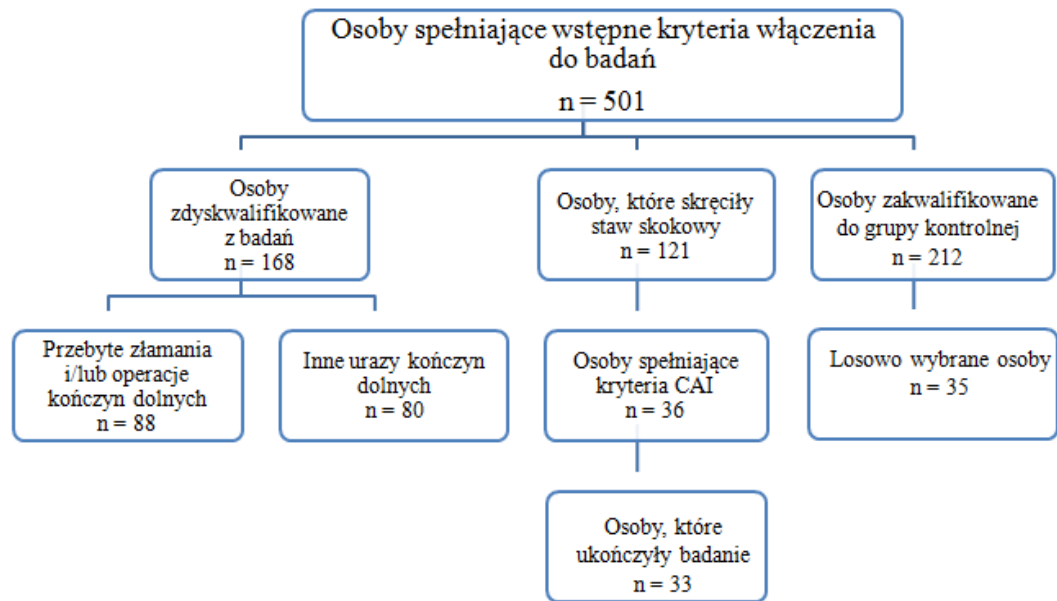 Osoby spełniające wstępne kryteria włączenia
do badań
n = 501
Osoby
zdyskwalifikowane
z badań
n = 168
Osoby, które skręciły
staw skokowy
n = 121
Osoby zakwalifikowane
do grupy kontrolnej
n = 212
Przebyte złamania
i/lub operacje
kończyn dolnych
n = 88
Inne urazy kończyn
dolnych
n = 80
Osoby spełniające
kryteria CAI
n = 36
Losowo wybrane osoby
n = 35
Osoby, które
ukończyły badanie
n = 33